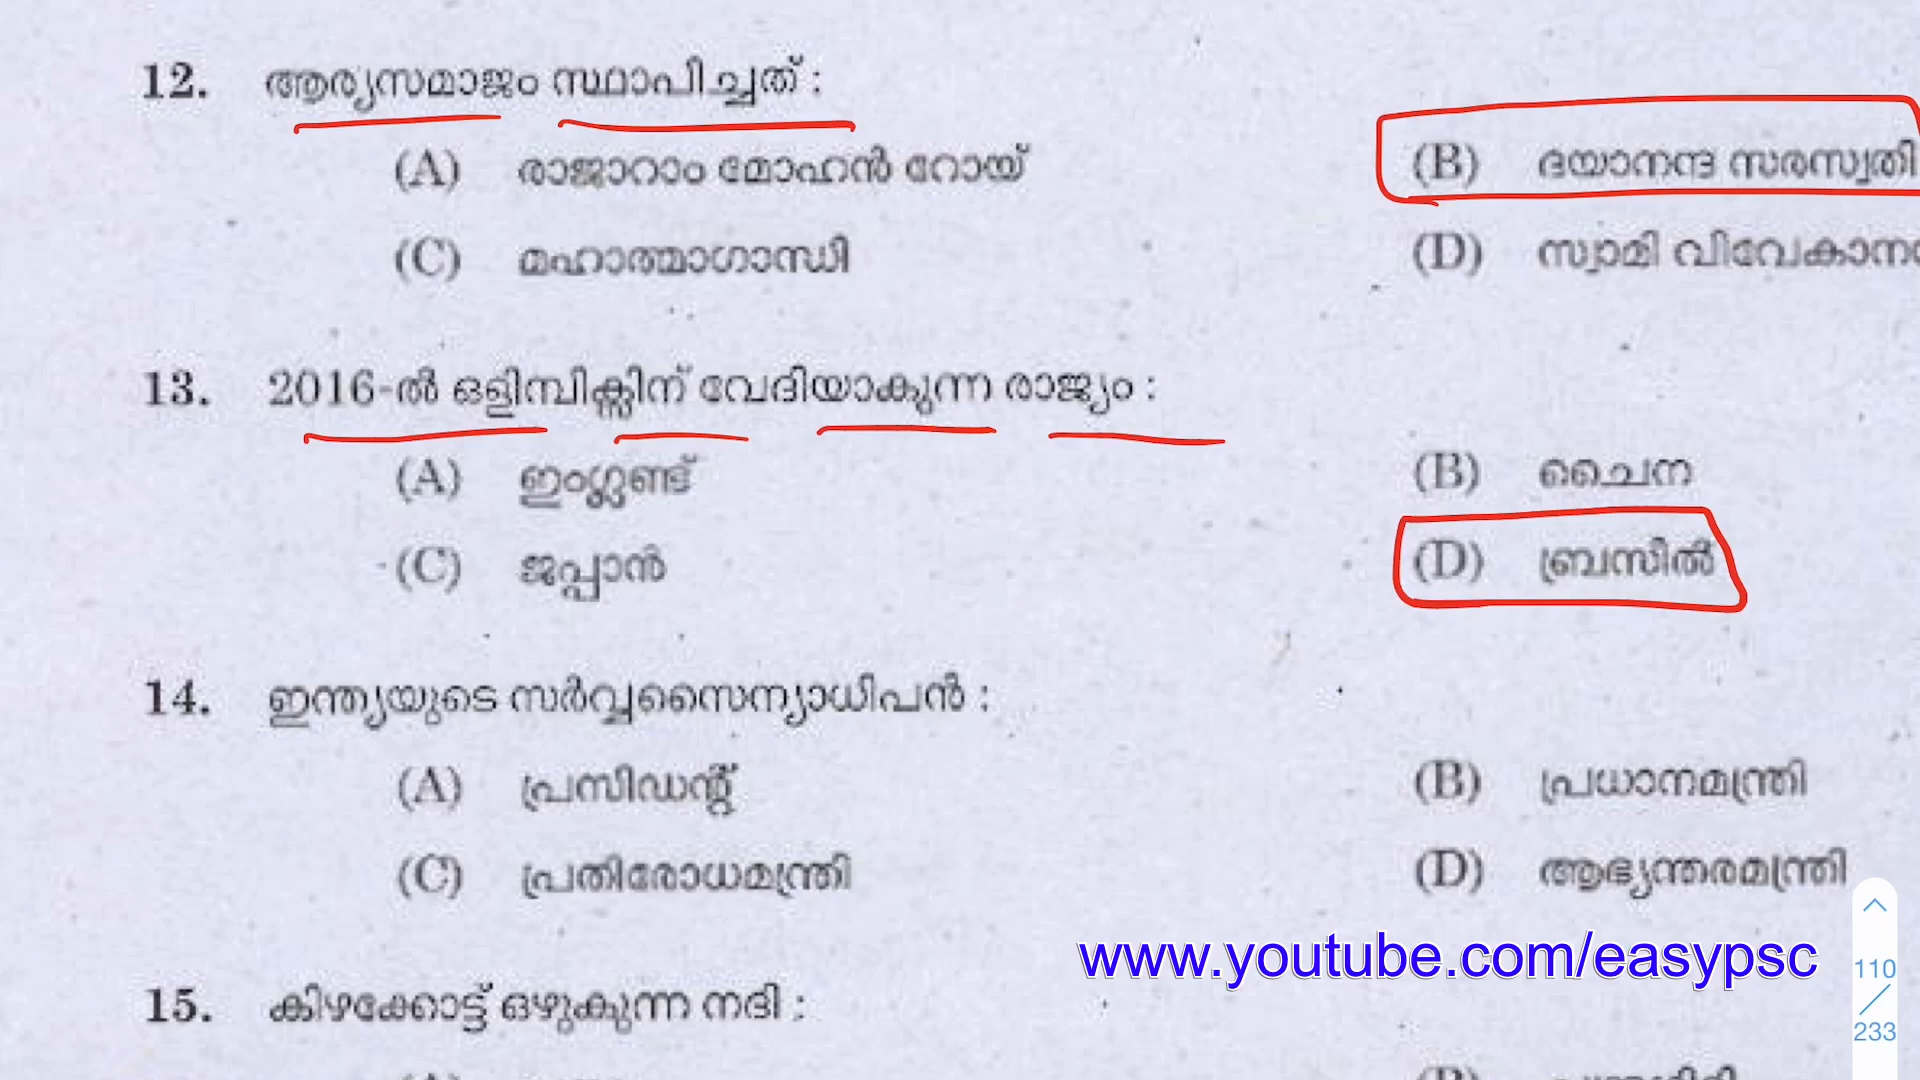 12. ആര്യസമാജം സ്ഥാപിച്ചത് :
(A) രാജാറാം മോഹൻ റോയ് (B) ദയാനന്ദ സരസ്വതി
(C) മഹാത്മാഗാന്ധി (D) സ്വാമി
13. 2016-ൽ ഒളിമ്പിക്സിന് വേദിയാകുന്ന രാജ്യം :
(A) ഇംഗ്ലണ്ട് (B) ചൈന
(C) ജപ്പാൻ (D) ബ്രസീൽ
14. ഇന്ത്യയുടെ സർവ്വസൈന്യാധിപൻ :
(A) പ്രസിഡന്റ് (B) പ്രധാനമന്ത്രി
(C) പ്രതിരോധമന്ത്രി (D) ആഭ്യന്തരമന്ത്രി
www.youtube.com/easypsc
110
/
233
15. കിഴക്കോട്ട് ഒഴുകുന്ന നദി :